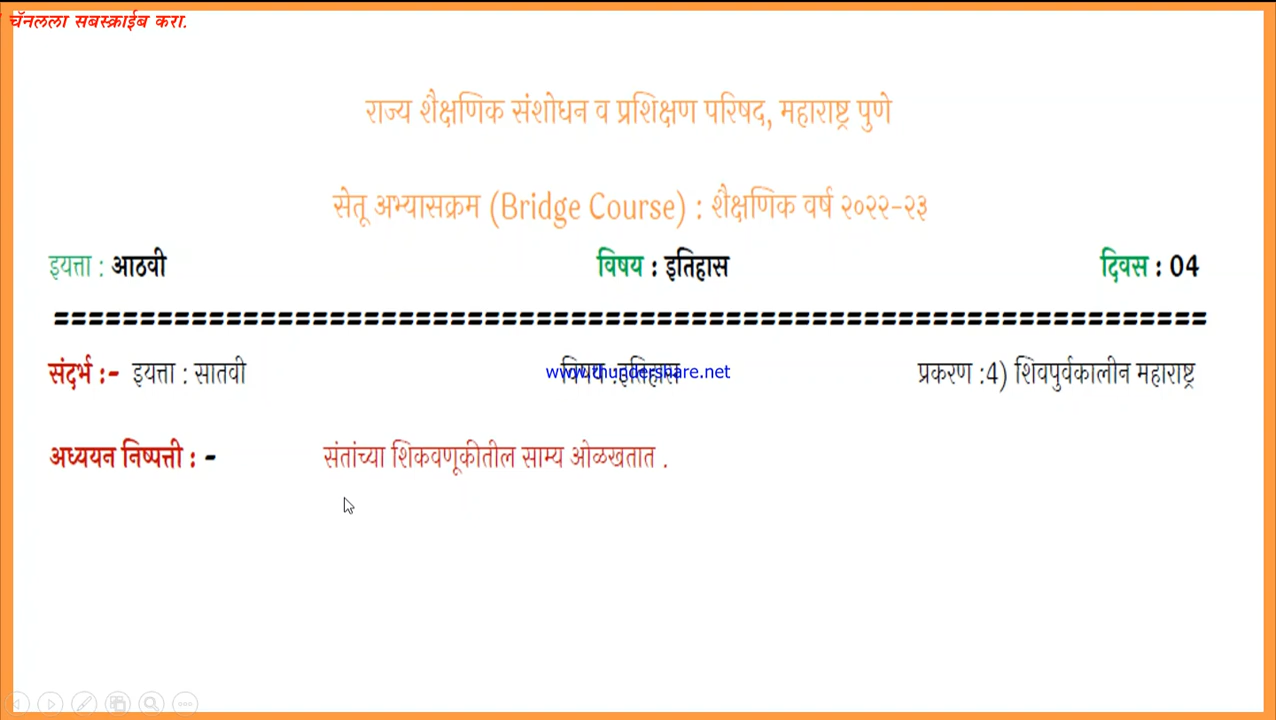 चॅनलला सबस्क्राईब करा.
राज्य शैक्षणिक संशोधन व प्रशिक्षण परिषद, महाराष्ट्र पुणे
सेतू अभ्यासक्रम (Bridge Course) : शैक्षणिक वर्ष २०२२-२३
इयत्ता : आठवी विषय : इतिहास दिवस : 04
===================================================================
संदर्भ :- इयत्ता : सातवी विषय :इतिहास प्रकरण :4) शिवपुर्वकालीन महाराष्ट्र
www.thundershare.net
अध्ययन निष्पत्ती : - संतांच्या शिकवणूकीतील साम्य ओळखतात .